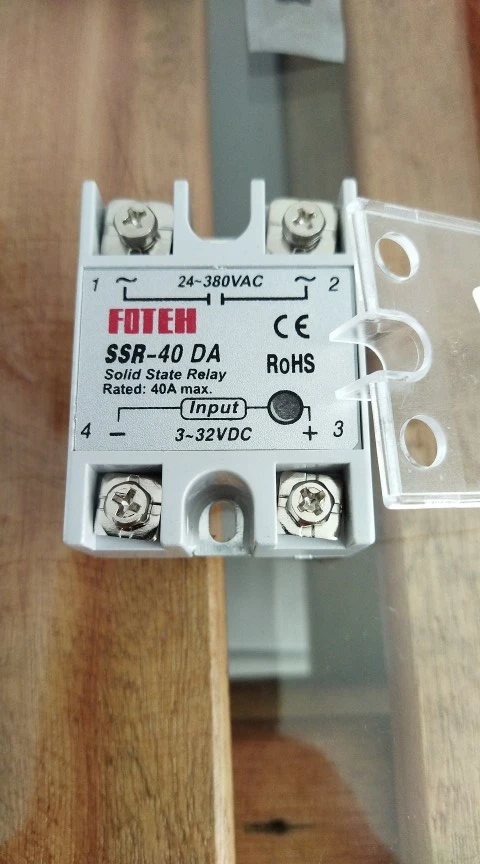 24~380VAC
1 ~ ~ 2
FOTEH
CE
SSR-40 DA
RoHS
Solid State Relay
Rated: 40A max.
Input
4 − 3~32VDC + 3